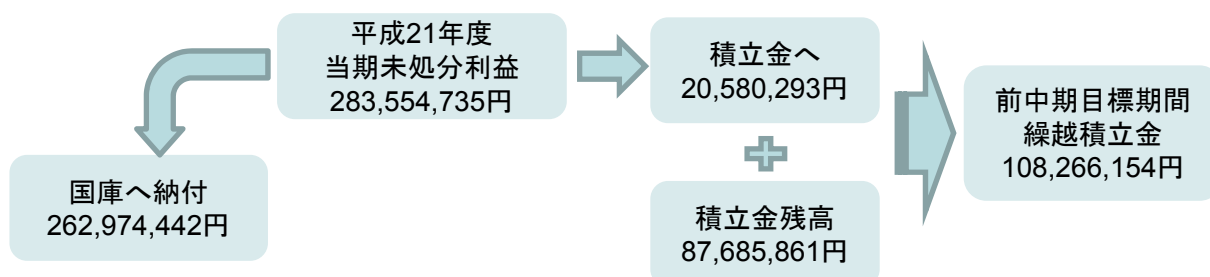 平成21年度
当期未処分利益
283,554,735円
積立金へ
20,580,293円
前中期目標期間
繰越積立金
108,266,154円
国庫へ納付
262,974,442円
積立金残高
87,685,861円